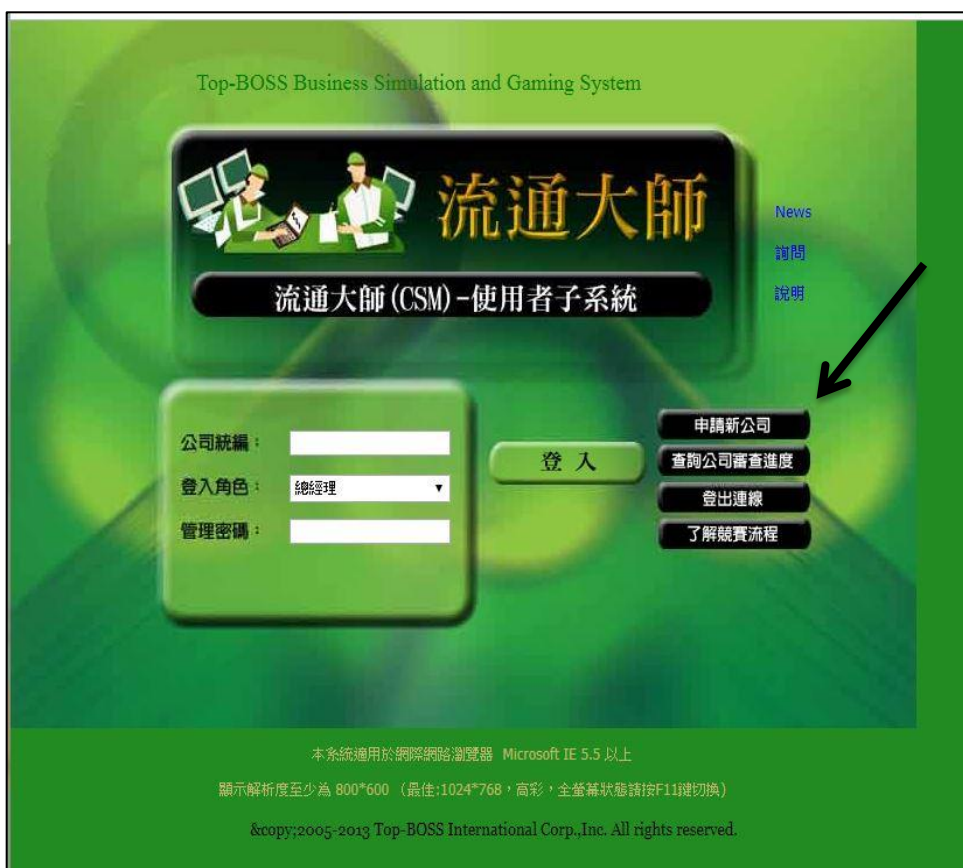 Top-BOSS Business Simulation and Gaming System
流通大師
流通大師(CSM)-使用者子系統
News
詢問
說明
公司統編：
登入角色： 總經理
管理密碼：
登 入
申請新公司
查詢公司審查進度
登出連線
了解競賽流程
本系統適用於網際網路瀏覽器 Microsoft IE 5.5 以上
顯示解析度至少為 800*600 （最佳:1024*768，高彩，全螢幕狀態請按F11鍵切換）
&copy;2005-2013 Top-BOSS International Corp.,Inc. All rights reserved.